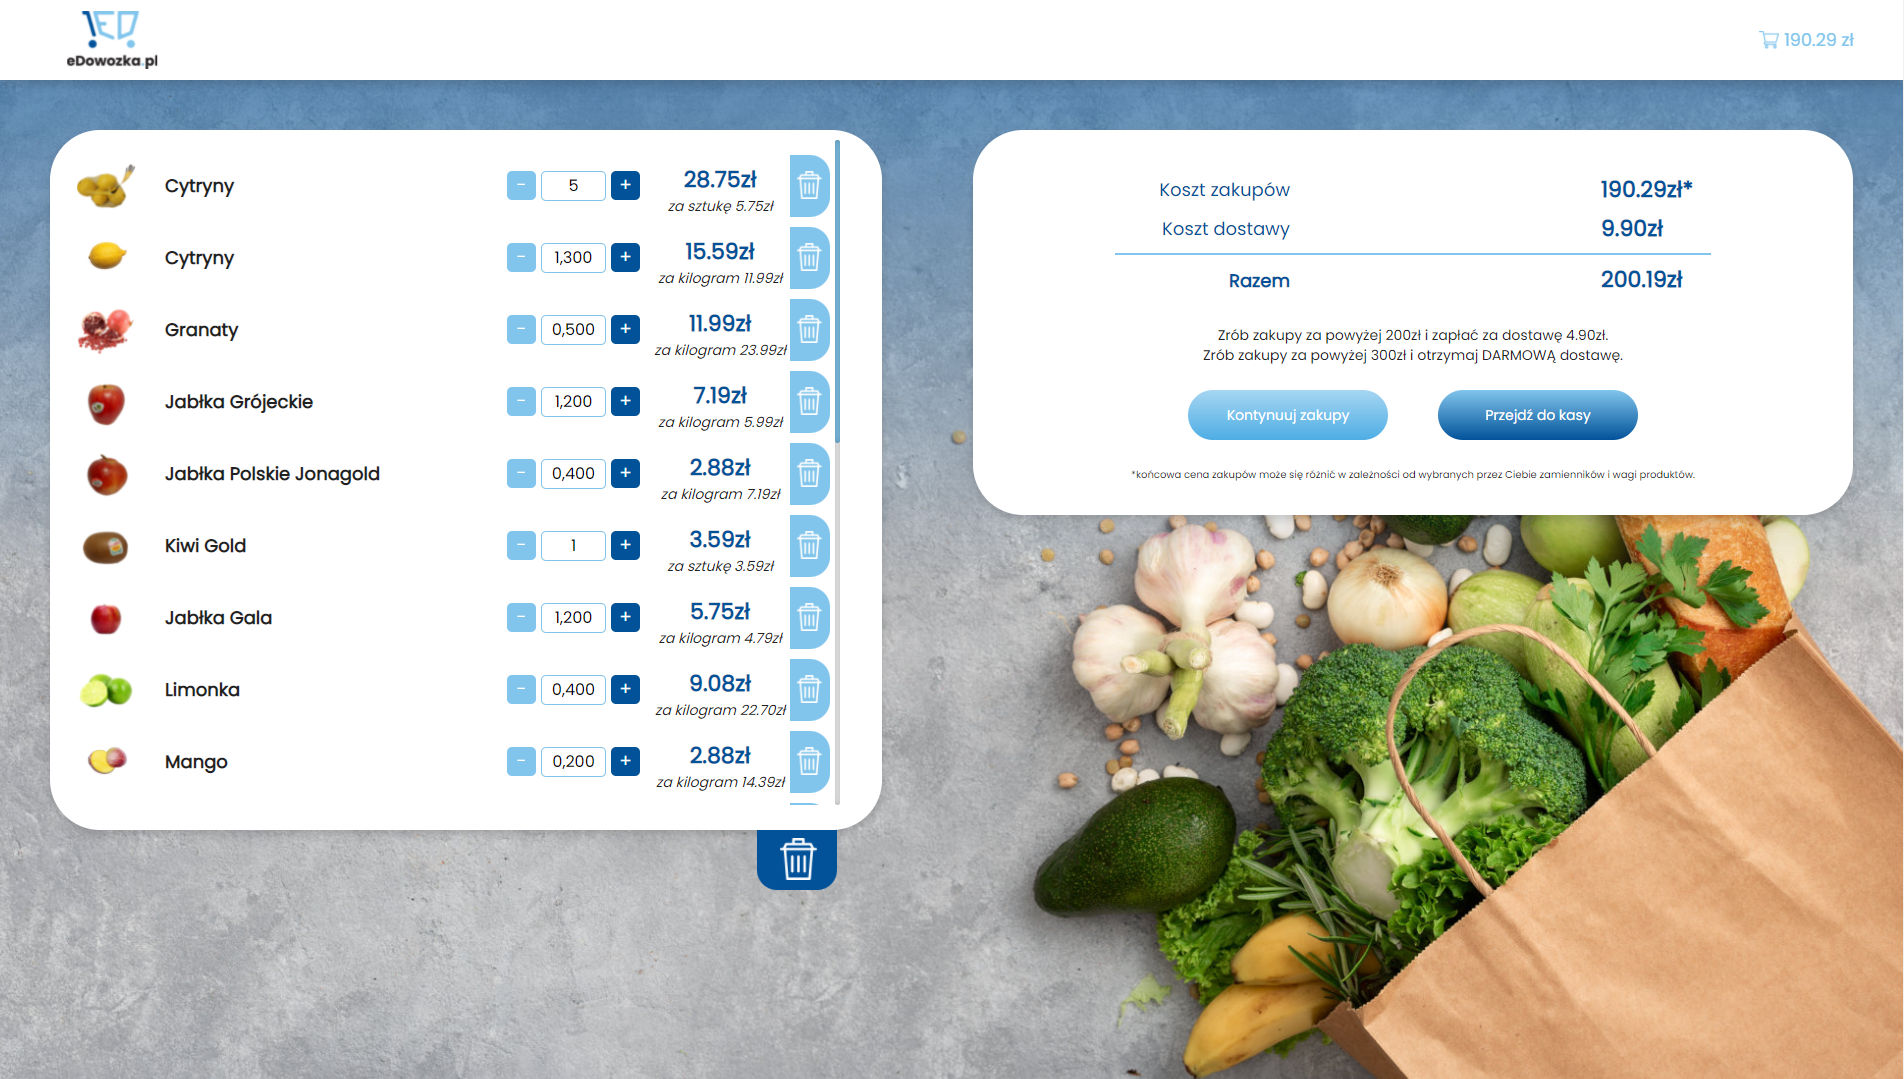 eDowozka.pl
190.29 zł
Cytryny
- 5 +
28.75zł
za sztukę 5.75zł
Cytryny
- 1,300 +
15.59zł
za kilogram 11.99zł
Granaty
- 0,500 +
11.99zł
za kilogram 23.99zł
Jabłka Grójeckie
- 1,200 +
7.19zł
za kilogram 5.99zł
Jabłka Polskie Jonagold
- 0,400 +
2.88zł
za kilogram 7.19zł
Kiwi Gold
- 1 +
3.59zł
za sztukę 3.59zł
Jabłka Gala
- 1,200 +
5.75zł
za kilogram 4.79zł
Limonka
- 0,400 +
9.08zł
za kilogram 22.70zł
Mango
- 0,200 +
2.88zł
za kilogram 14.39zł
Koszt zakupów 190.29zł*
Koszt dostawy 9.90zł
Razem 200.19zł
Zrób zakupy za powyżej 200zł i zapłać za dostawę 4.90zł.
Zrób zakupy za powyżej 300zł i otrzymaj DARMOWĄ dostawę.
Kontynuuj zakupy
Przejdź do kasy
*końcowa cena zakupów może się różnić w zależności od wybranych przez Ciebie zamienników i wagi produktów.